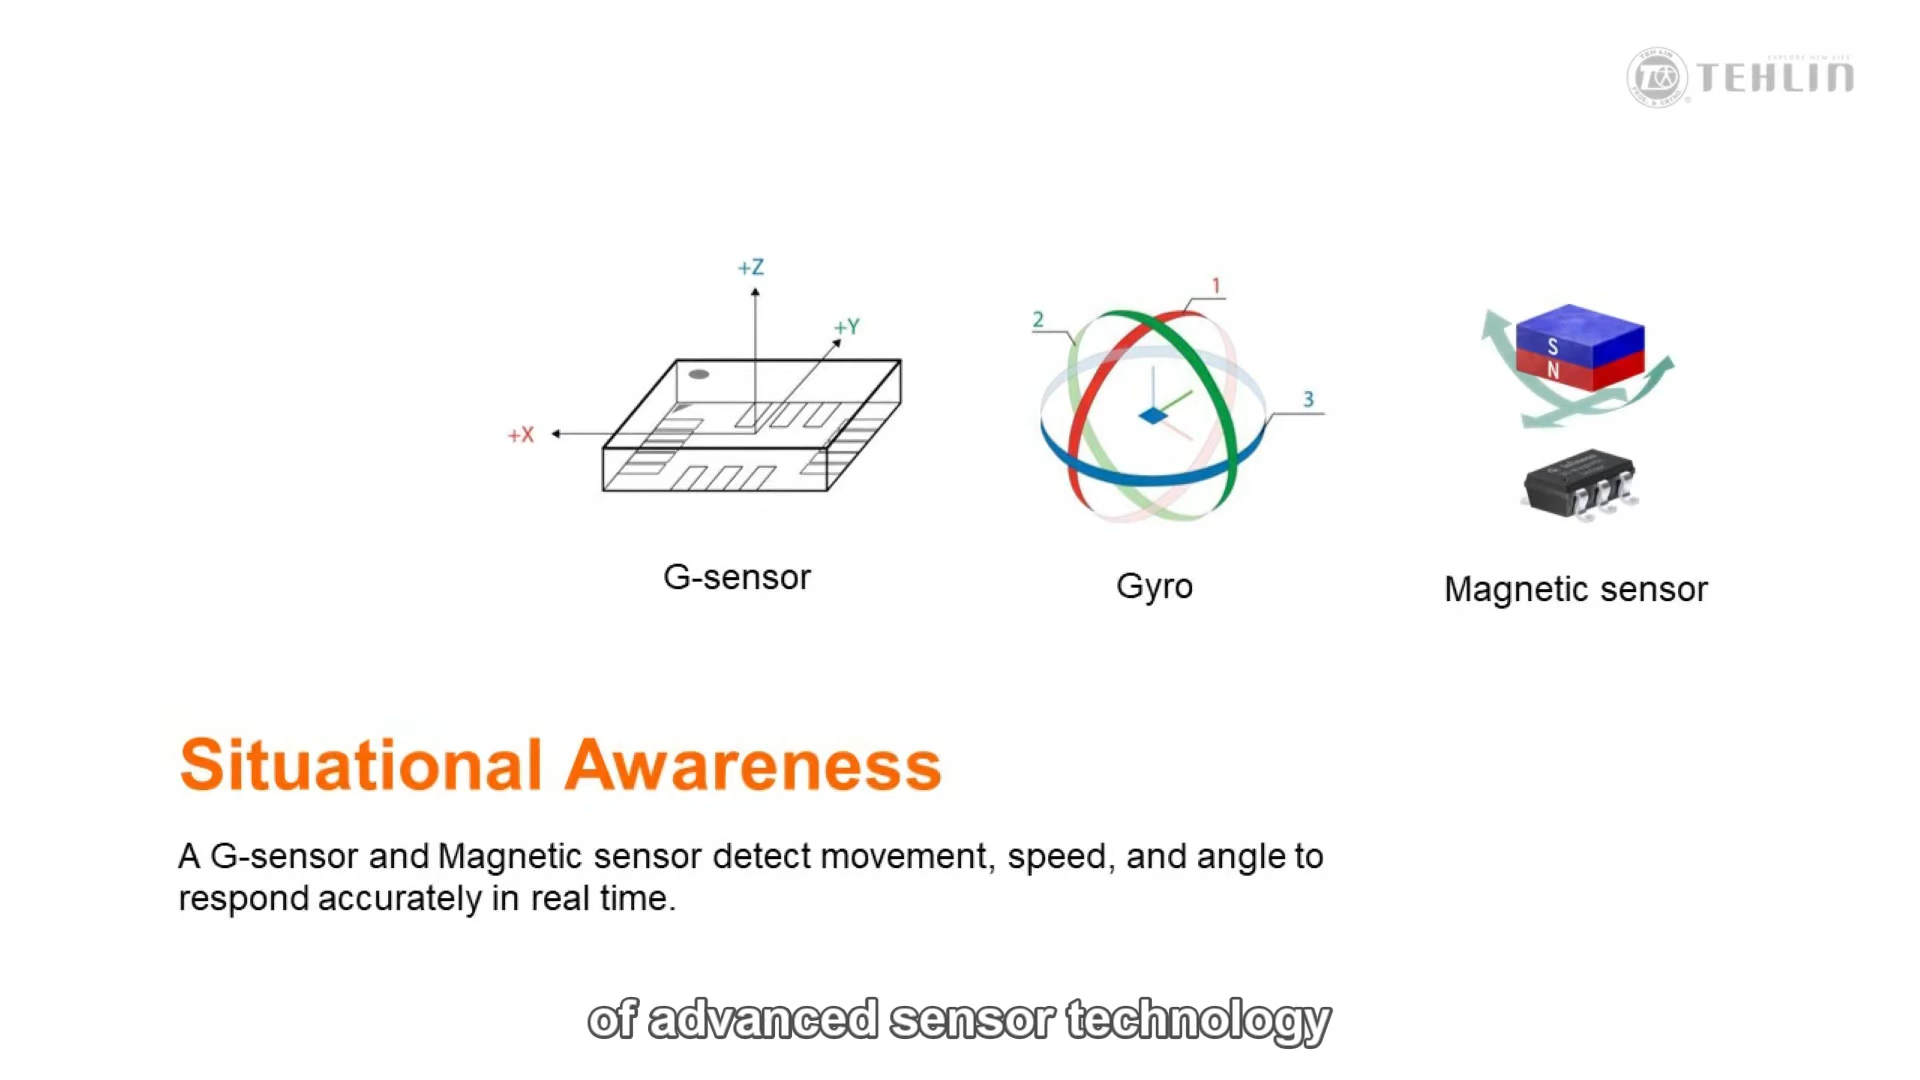 TEHLIN
+Z
+Y
+X
1
2
3
S
N
G-sensor
Gyro
Magnetic sensor
Situational Awareness
A G-sensor and Magnetic sensor detect movement, speed, and angle to
respond accurately in real time.
of advanced sensor technology